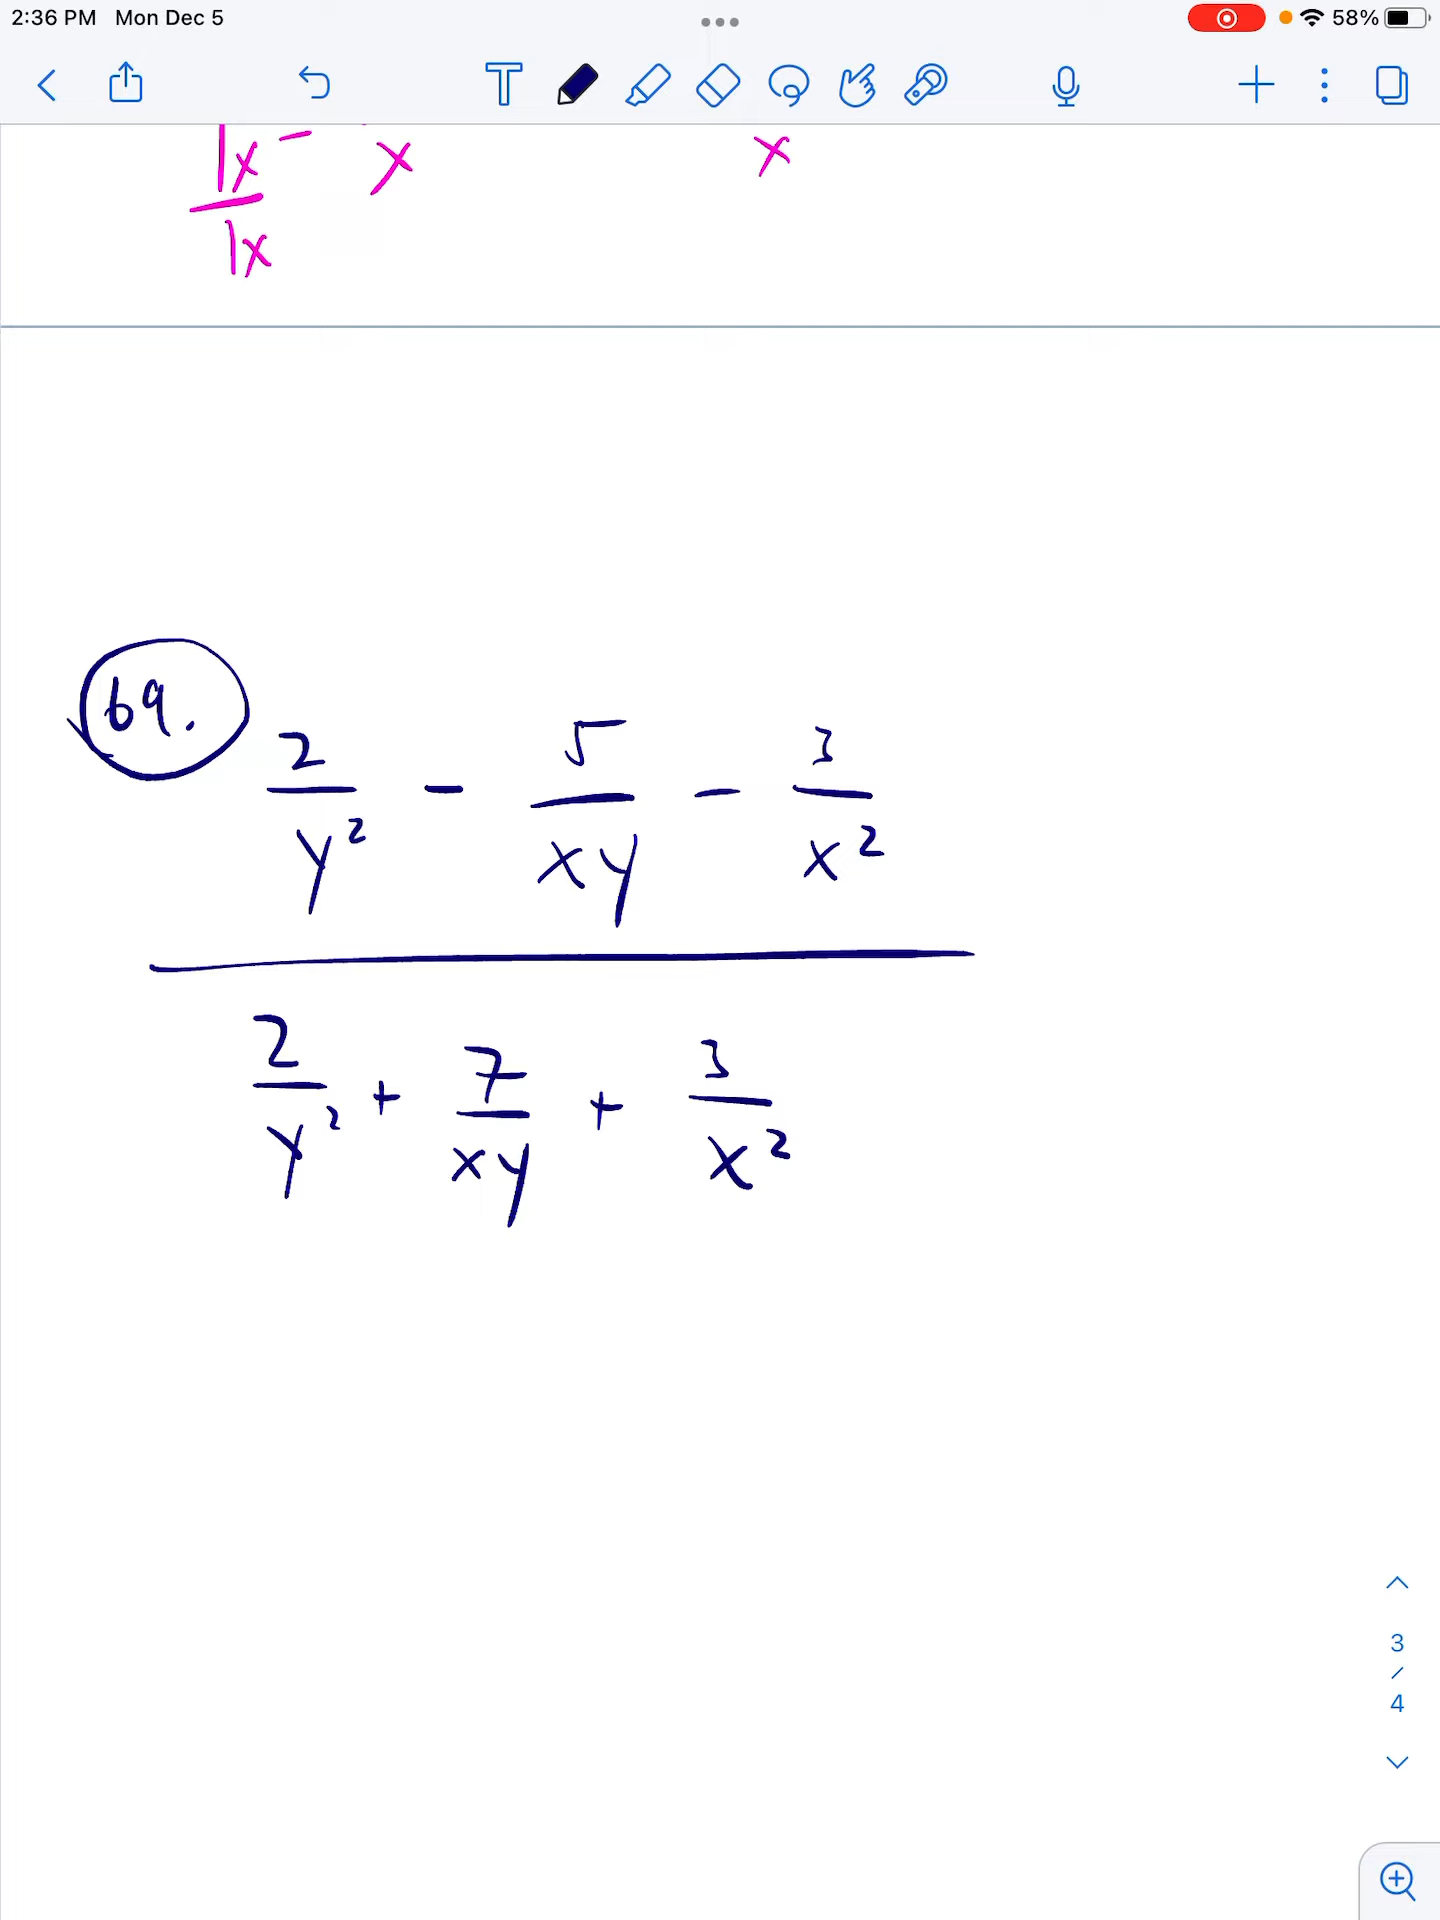 2:36 PM Mon Dec 5 58%
T
1x - x x
1x
69.
2 5 3
— - — - —
y² xy x²
2 7 3
— + — + —
y² xy x²
3
/
4